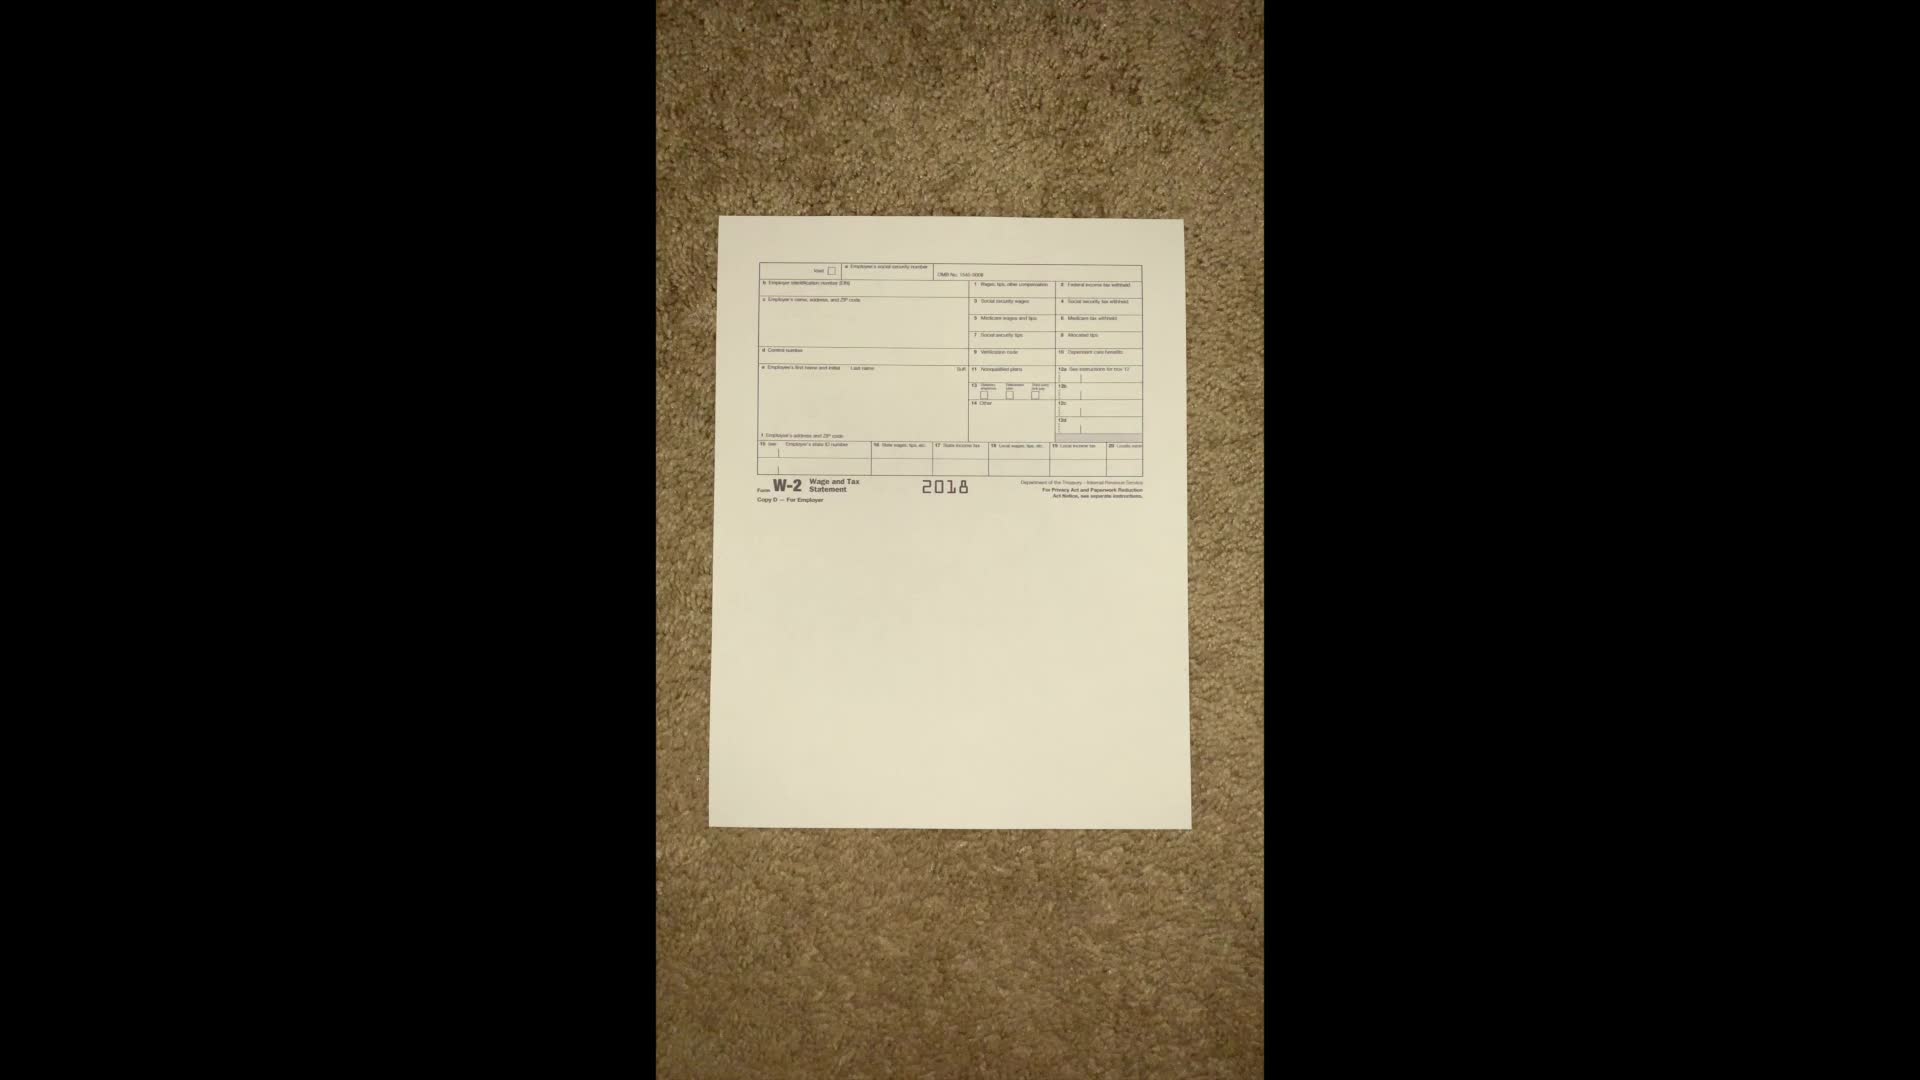 Void
a Employee's social security number
OMB No. 1545-0008
b Employer identification number (EIN)
1 Wages, tips, other compensation
2 Federal income tax withheld
c Employer's name, address, and ZIP code
3 Social security wages
4 Social security tax withheld
5 Medicare wages and tips
6 Medicare tax withheld
7 Social security tips
8 Allocated tips
d Control number
9 Verification code
10 Dependent care benefits
e Employee's first name and initial Last name Suff.
11 Nonqualified plans
12a See instructions for box 12
13 Statutory employee Retirement plan Third-party sick pay
12b
14 Other
12c
12d
f Employee's address and ZIP code
15 State Employer's state ID number
16 State wages, tips, etc.
17 State income tax
18 Local wages, tips, etc.
19 Local income tax
20 Locality name
Form W-2 Wage and Tax
Statement
2018
Department of the Treasury - Internal Revenue Service
For Privacy Act and Paperwork Reduction
Act Notice, see separate instructions.
Copy D — For Employer